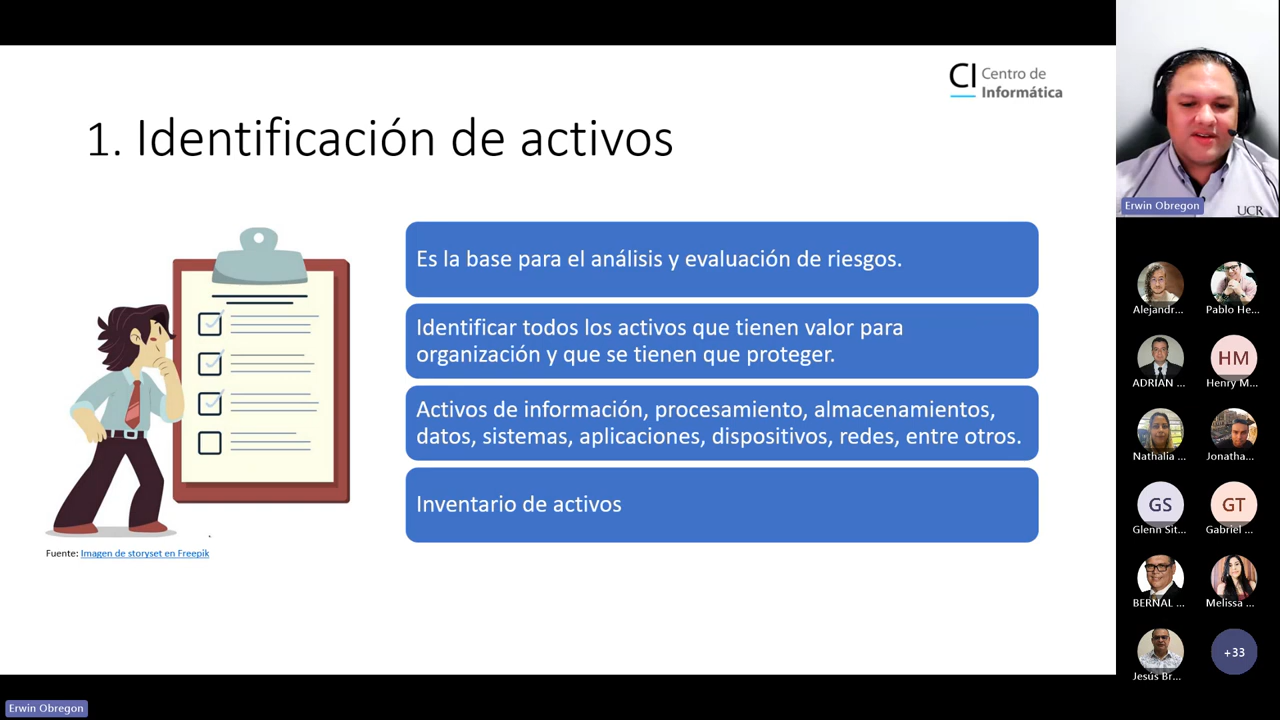 CI Centro de
Informática
1. Identificación de activos
Es la base para el análisis y evaluación de riesgos.
Identificar todos los activos que tienen valor para
organización y que se tienen que proteger.
Activos de información, procesamiento, almacenamientos,
datos, sistemas, aplicaciones, dispositivos, redes, entre otros.
Inventario de activos
Fuente: Imagen de storyset en Freepik
Erwin Obregon
UCR
Alejandr...
Pablo He...
ADRIÁN ...
HM
Henry M...
Nathalia ...
Jonatha...
GS
Glenn Sit...
GT
Gabriel ...
BERNAL ...
Melissa ...
Jesús Br...
+33
Erwin Obregon